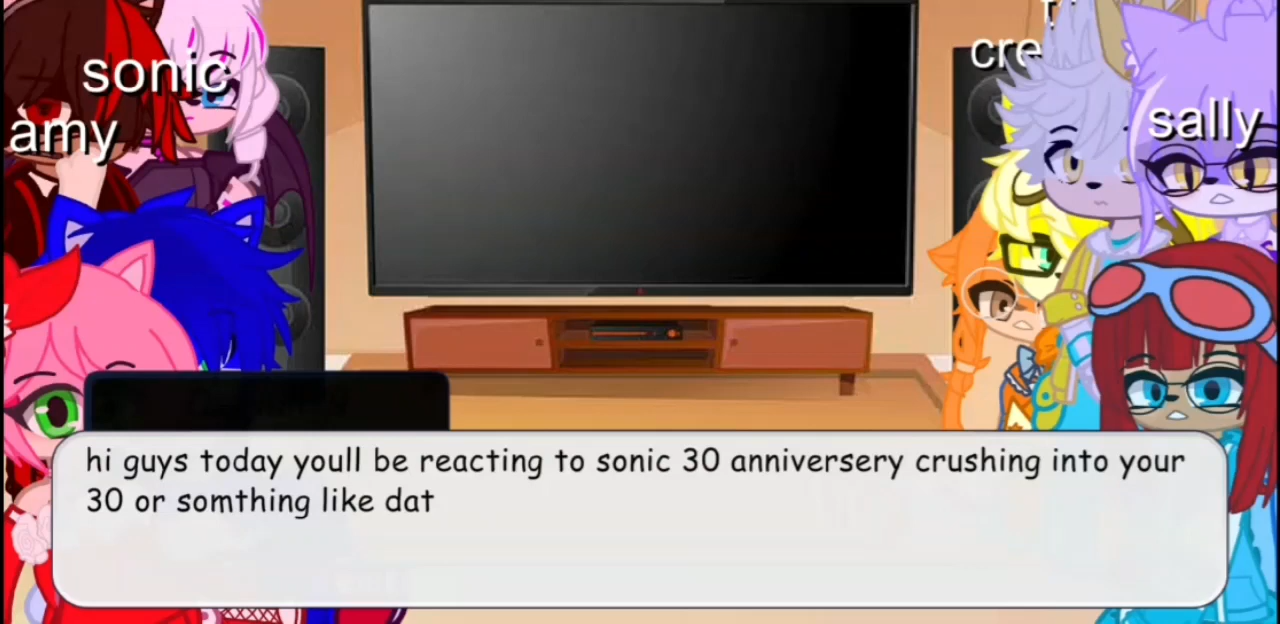 sonic
cre
amy
sally
hi guys today youll be reacting to sonic 30 anniversery crushing into your
30 or somthing like dat